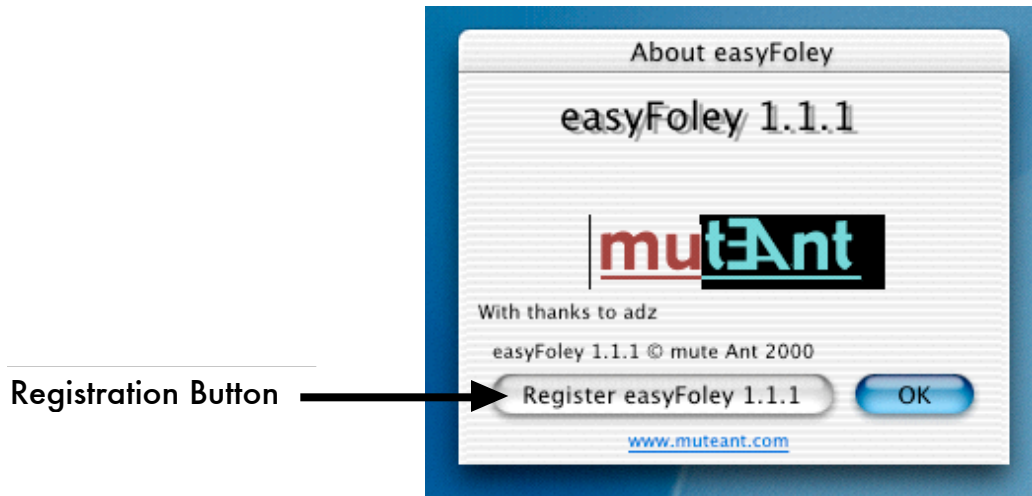 About easyFoley
easyFoley 1.1.1
mutEAnt
With thanks to adz
easyFoley 1.1.1 © mute Ant 2000
Registration Button
Register easyFoley 1.1.1
OK
www.muteant.com